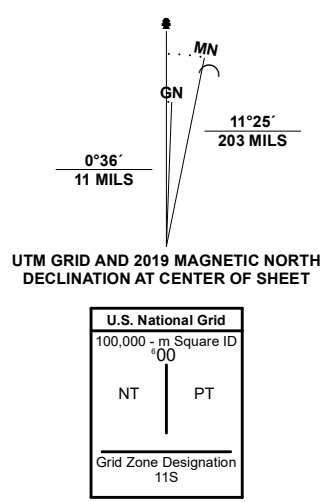 MN
GN
11°25´
203 MILS
0°36´
11 MILS
UTM GRID AND 2019 MAGNETIC NORTH
DECLINATION AT CENTER OF SHEET
U.S. National Grid
100,000 - m Square ID
⁶00
NT PT
Grid Zone Designation
11S